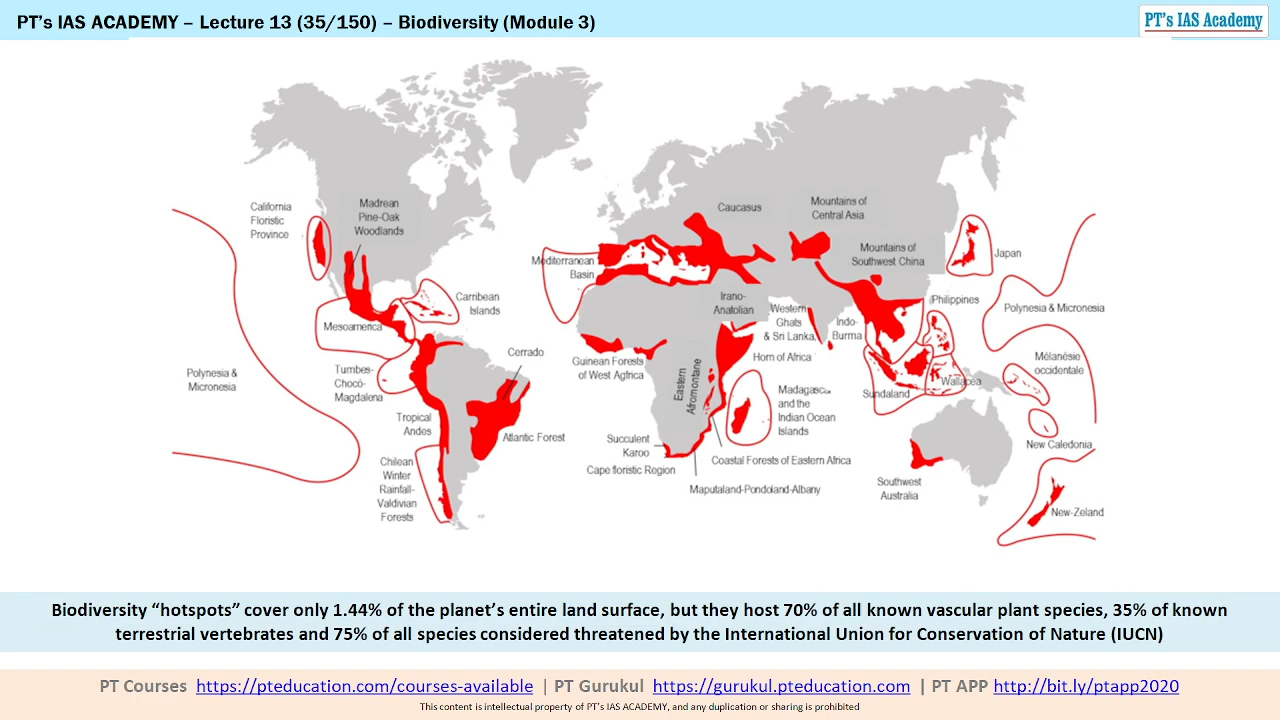 PT's IAS ACADEMY – Lecture 13 (35/150) – Biodiversity (Module 3)
PT's IAS Academy
California
Floristic
Province
Madrean
Pine-Oak
Woodlands
Caucasus
Mountains of
Central Asia
Mountains of
Southwest China
Japan
Mediterranean
Basin
Carribean
Islands
Mesoamerica
Irano-
Anatolian
Western
Ghats
& Sri Lanka
Indo-
Burma
Philippines
Polynesia & Micronesia
Polynesia &
Micronesia
Tumbes-
Chocó-
Magdalena
Cerrado
Guinean Forests
of West Agfrica
Horn of Africa
Eastern
Afromontane
Madagasc
and the
Indian Ocean
Islands
Sundaland
Wallacea
Mélanésio
occidentale
Tropical
Andes
Atlantic Forest
Succulent
Karoo
Cape floristic Region
Coastal Forests of Eastern Africa
Maputaland-Pondoland-Albany
New Caledonia
Chilean
Winter
Rainfall-
Valdivian
Forests
Southwest
Australia
New-Zeland
Biodiversity “hotspots” cover only 1.44% of the planet's entire land surface, but they host 70% of all known vascular plant species, 35% of known
terrestrial vertebrates and 75% of all species considered threatened by the International Union for Conservation of Nature (IUCN)
PT Courses https://pteducation.com/courses-available | PT Gurukul https://gurukul.pteducation.com | PT APP http://bit.ly/ptapp2020
This content is intellectual property of PT's IAS ACADEMY, and any duplication or sharing is prohibited